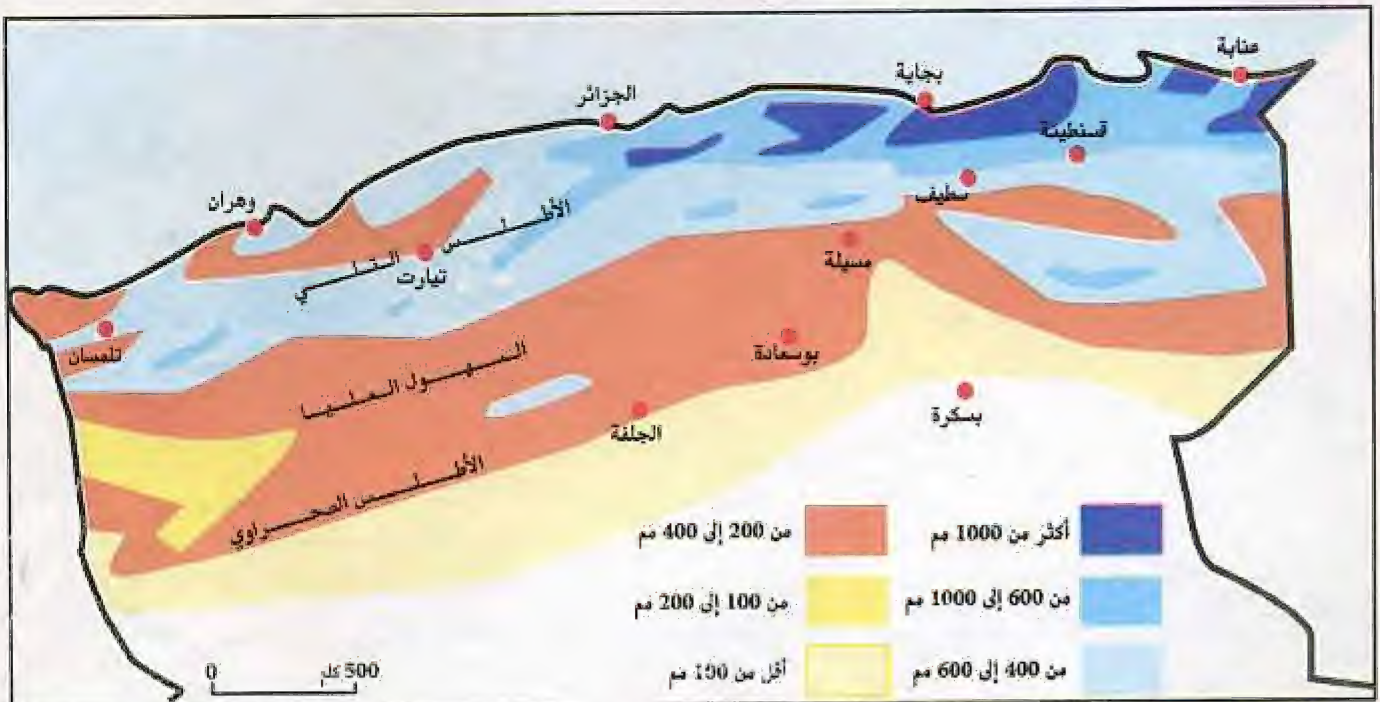 عنابة
بجاية
الجزائر
قسنطينة
سطيف
وهران
الأطلس التلي
مسيلة
تيارت
تلمسان
بوسعادة
السهول العليا
بسكرة
الجلفة
الأطلس الصحراوي
أكثر من 1000 مم
من 200 إلى 400 مم
من 600 إلى 1000 مم
من 100 إلى 200 مم
من 400 إلى 600 مم
أقل من 100 مم
0 500 كلم